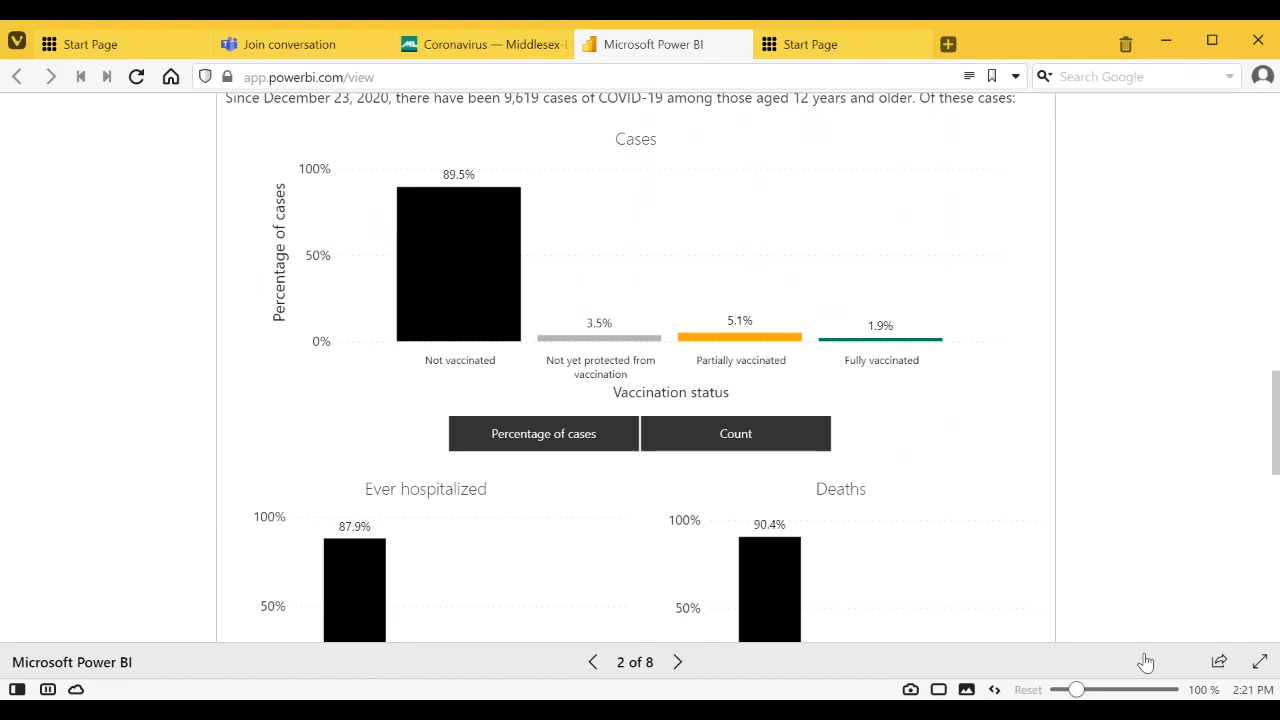 Start Page
Join conversation
Coronavirus — Middlesex-L
Microsoft Power BI
Start Page
app.powerbi.com/view
Search Google
Since December 23, 2020, there have been 9,619 cases of COVID-19 among those aged 12 years and older. Of these cases:
Cases
Percentage of cases
100%
50%
0%
89.5%
3.5%
5.1%
1.9%
Not vaccinated
Not yet protected from
vaccination
Partially vaccinated
Fully vaccinated
Vaccination status
Percentage of cases
Count
Ever hospitalized
100%
87.9%
50%
Deaths
100%
90.4%
50%
Microsoft Power BI
2 of 8
Reset
100 %
2:21 PM